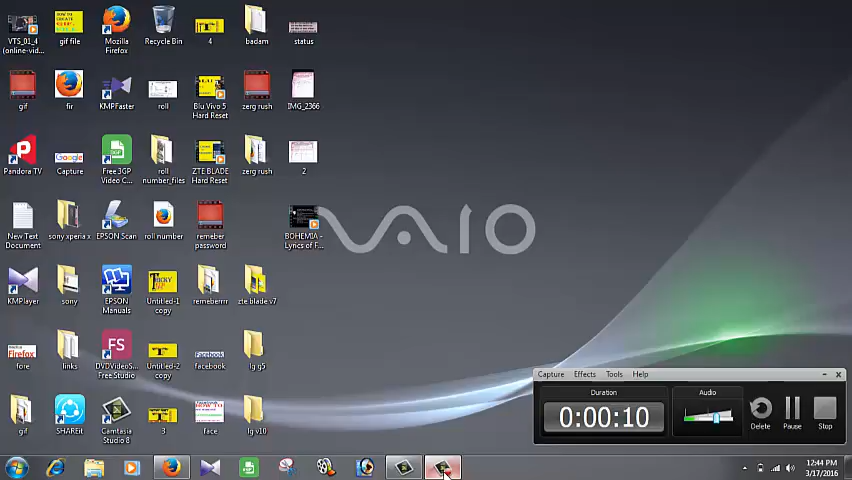 VTS_01_4
(online-vid...
gif file
Mozilla
Firefox
Recycle Bin
4
badam
status
gif
fir
KMPFaster
roll
Blu Vivo 5
Hard Reset
zerg rush
IMG_2366
Pandora TV
Google
Capture
Free 3GP
Video C...
roll
number_files
ZTE BLADE
Hard Reset
zerg rush
2
New Text
Document
sony xperia x
EPSON Scan
roll number
remeber
password
BOHEMIA -
Lyrics of F...
VAIO
KMPlayer
sony
EPSON
Manuals
Untitled-1
copy
remeberrr
zte blade v7
Firefox
fore
links
FS
DVDVideoS...
Free Studio
Untitled-2
copy
Facebook
facebook
lg g5
gif
SHAREit
Camtasia
Studio 8
3
face
lg v10
Capture Effects Tools Help
Duration
0:00:10
Audio
Delete
Pause
Stop
12:44 PM
3/17/2016